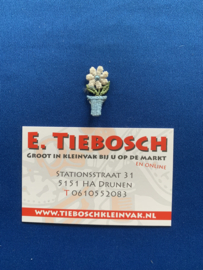 E. TIEBOSCH
GROOT IN KLEINVAK BIJ U OP DE MARKT
EN ONLINE
STATIONSSTRAAT 31
5151 HA DRUNEN
T 0610552083
WWW.TIEBOSCHKLEINVAK.NL